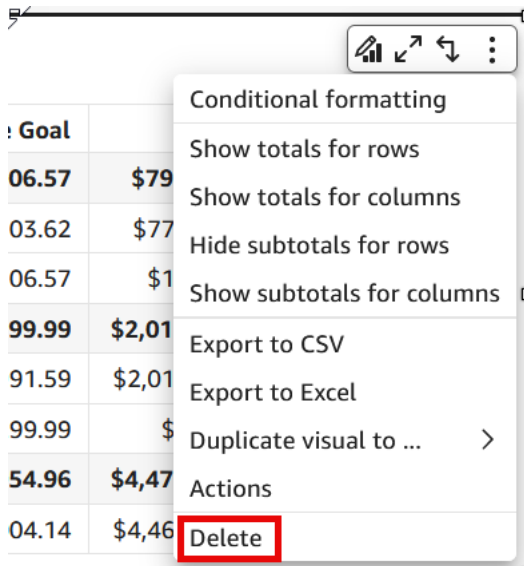 Conditional formatting
Goal
Show totals for rows
06.57 $79
Show totals for columns
03.62 $77
Hide subtotals for rows
06.57 $1
Show subtotals for columns
99.99 $2,01
Export to CSV
91.59 $2,01
Export to Excel
99.99 $
Duplicate visual to ...
54.96 $4,47
Actions
04.14 $4,46
Delete